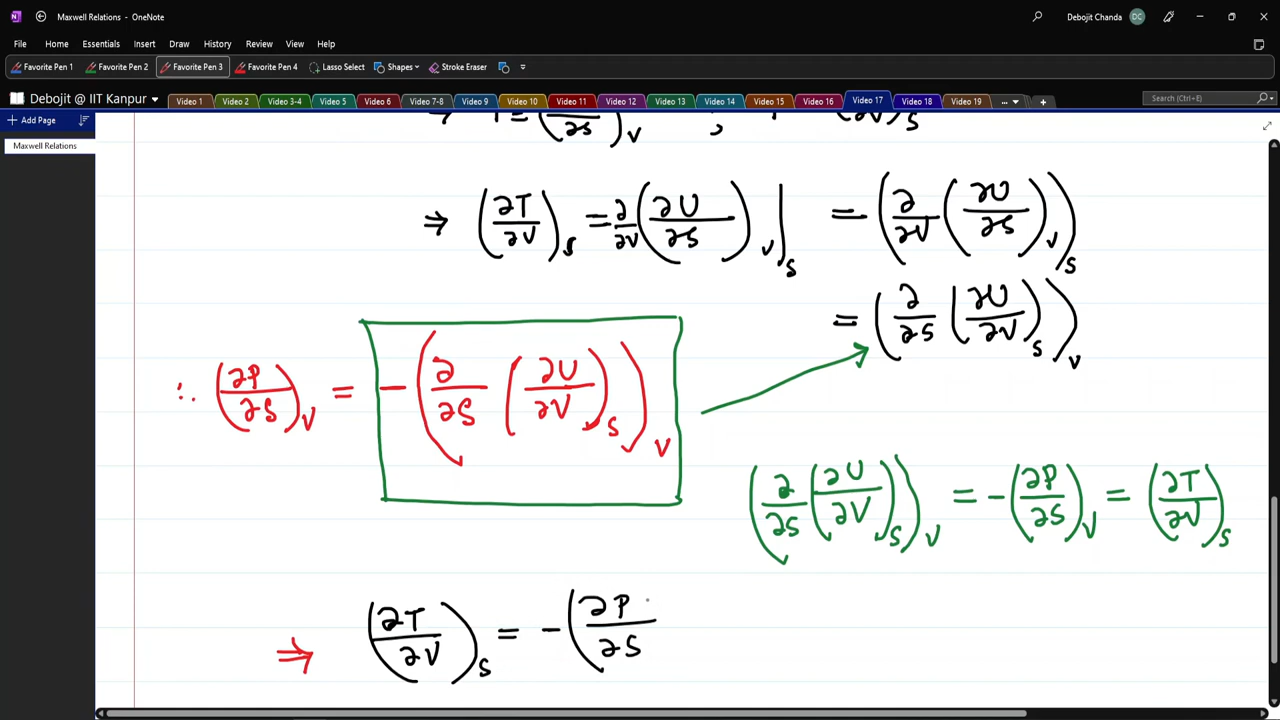 Maxwell Relations - OneNote
Debojit Chanda DC
File Home Essentials Insert Draw History Review View Help
Favorite Pen 1 Favorite Pen 2 Favorite Pen 3 Favorite Pen 4 Lasso Select Shapes Stroke Eraser
Debojit @ IIT Kanpur Video 1 Video 2 Video 3-4 Video 5 Video 6 Video 7-8 Video 9 Video 10 Video 11 Video 12 Video 13 Video 14 Video 15 Video 16 Video 17 Video 18 Video 19 ... + Search (Ctrl+E)
+ Add Page
Maxwell Relations
∂S)_V , (∂V)_S
⇒ (∂T/∂V)_S = ∂/∂V (∂U/∂S)_V |_S = (∂/∂V (∂U/∂S)_V)_S
= (∂/∂S (∂U/∂V)_S)_V
∴ (∂P/∂S)_V = -(∂/∂S (∂U/∂V)_S)_V
(∂/∂S (∂U/∂V)_S)_V = -(∂P/∂S)_V = (∂T/∂V)_S
⇒ (∂T/∂V)_S = -(∂P/∂S